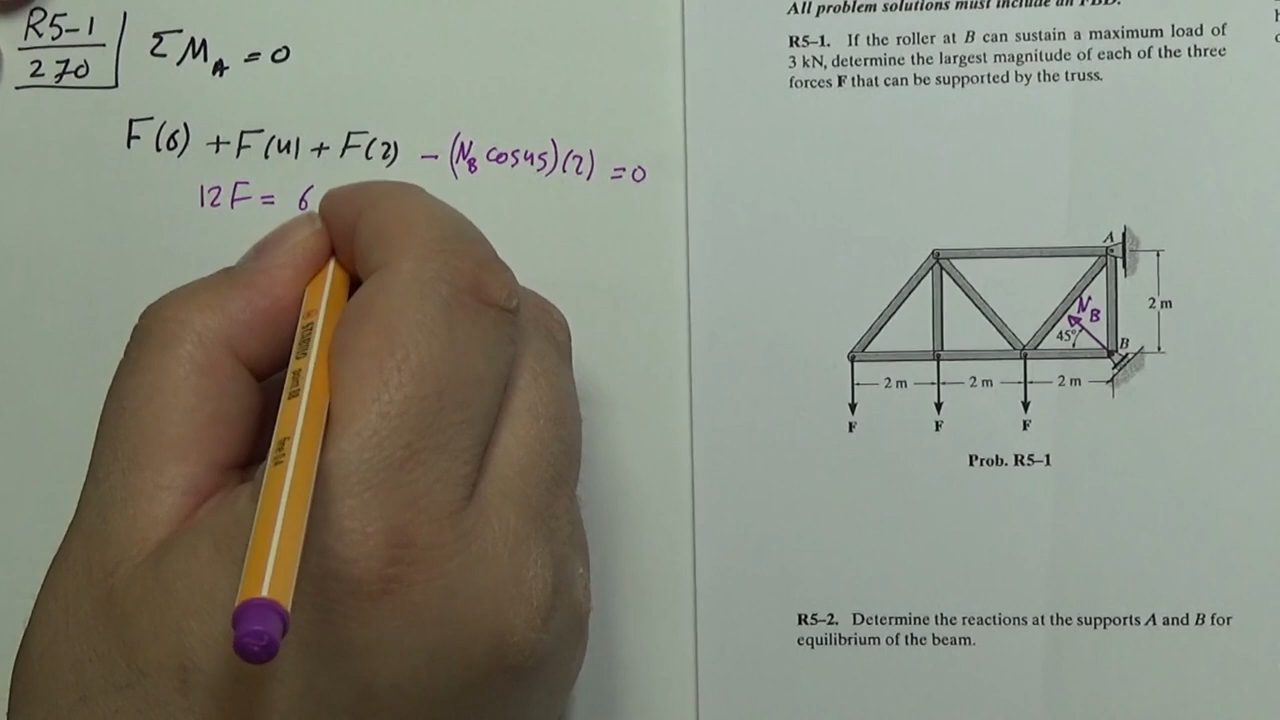 R5-1
270
ΣM_A = 0
F(6) + F(4) + F(2) - (N_B cos45)(2) = 0
12F = 6
All problem solutions must include an FBD.
R5–1. If the roller at B can sustain a maximum load of
3 kN, determine the largest magnitude of each of the three
forces F that can be supported by the truss.
A
2 m
N_B
45°
B
2 m 2 m 2 m
F F F
Prob. R5–1
R5–2. Determine the reactions at the supports A and B for
equilibrium of the beam.